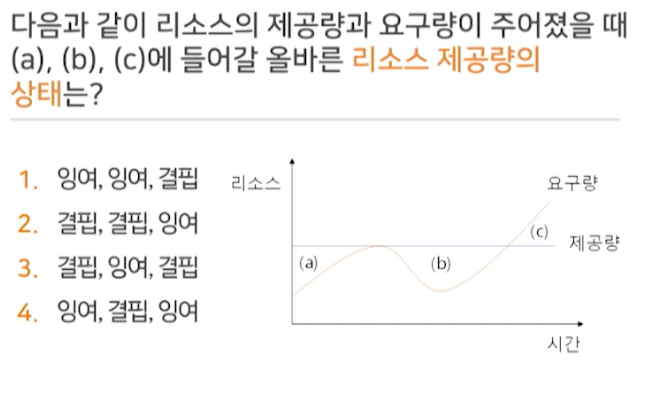 다음과 같이 리소스의 제공량과 요구량이 주어졌을 때
(a), (b), (c)에 들어갈 올바른 리소스 제공량의
상태는?
1. 잉여, 잉여, 결핍
2. 결핍, 결핍, 잉여
3. 결핍, 잉여, 결핍
4. 잉여, 결핍, 잉여
리소스
요구량
(c)
제공량
(a)
(b)
시간